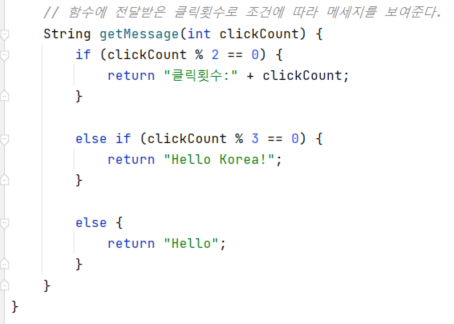 // 함수에 전달받은 클릭횟수로 조건에 따라 메세지를 보여준다.
String getMessage(int clickCount) {
if (clickCount % 2 == 0) {
return "클릭횟수:" + clickCount;
}
else if (clickCount % 3 == 0) {
return "Hello Korea!";
}
else {
return "Hello";
}
}
}